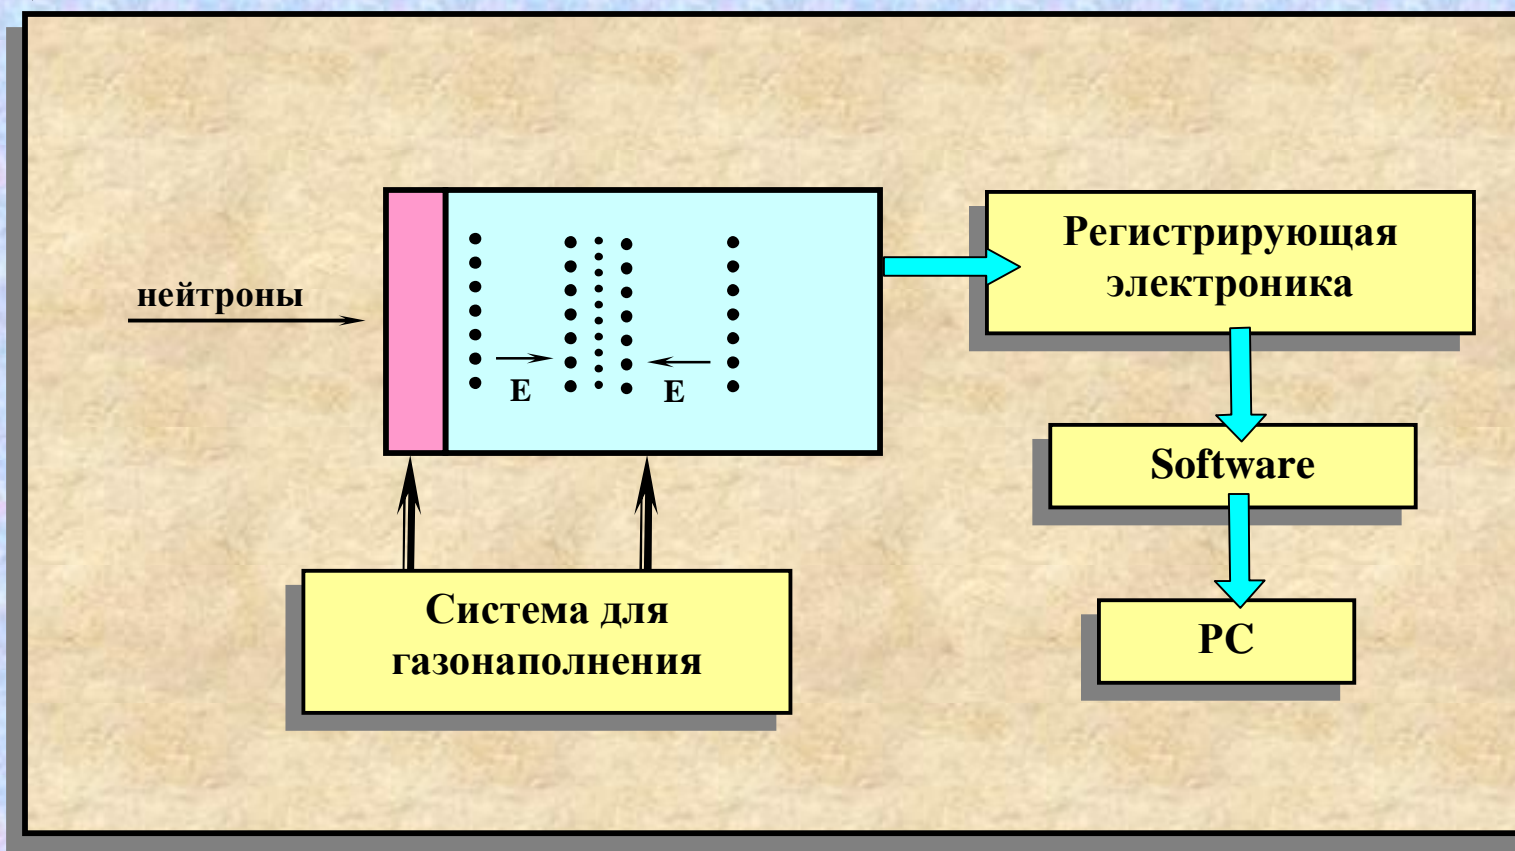 нейтроны
E
E
Регистрирующая
электроника
Software
PC
Система для
газонаполнения